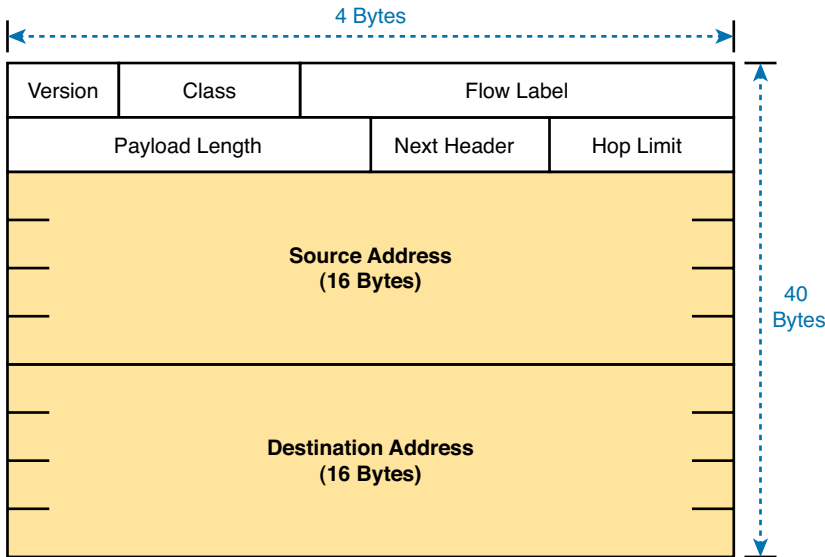 4 Bytes
Version
Class
Flow Label
Payload Length
Next Header
Hop Limit
Source Address
(16 Bytes)
40
Bytes
Destination Address
(16 Bytes)